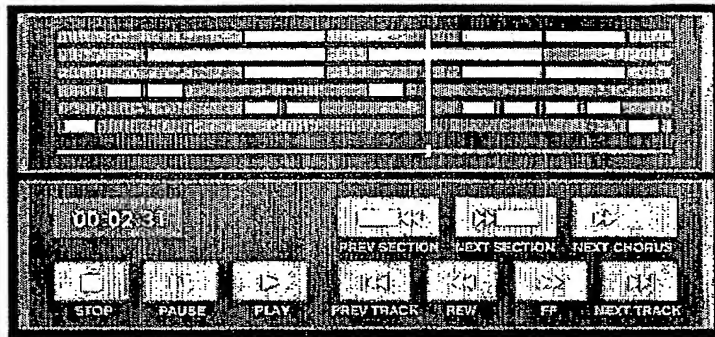 00:02.31
PREV SECTION NEXT SECTION NEXT CHORUS
STOP PAUSE PLAY PREV TRACK REW FF NEXT TRACK